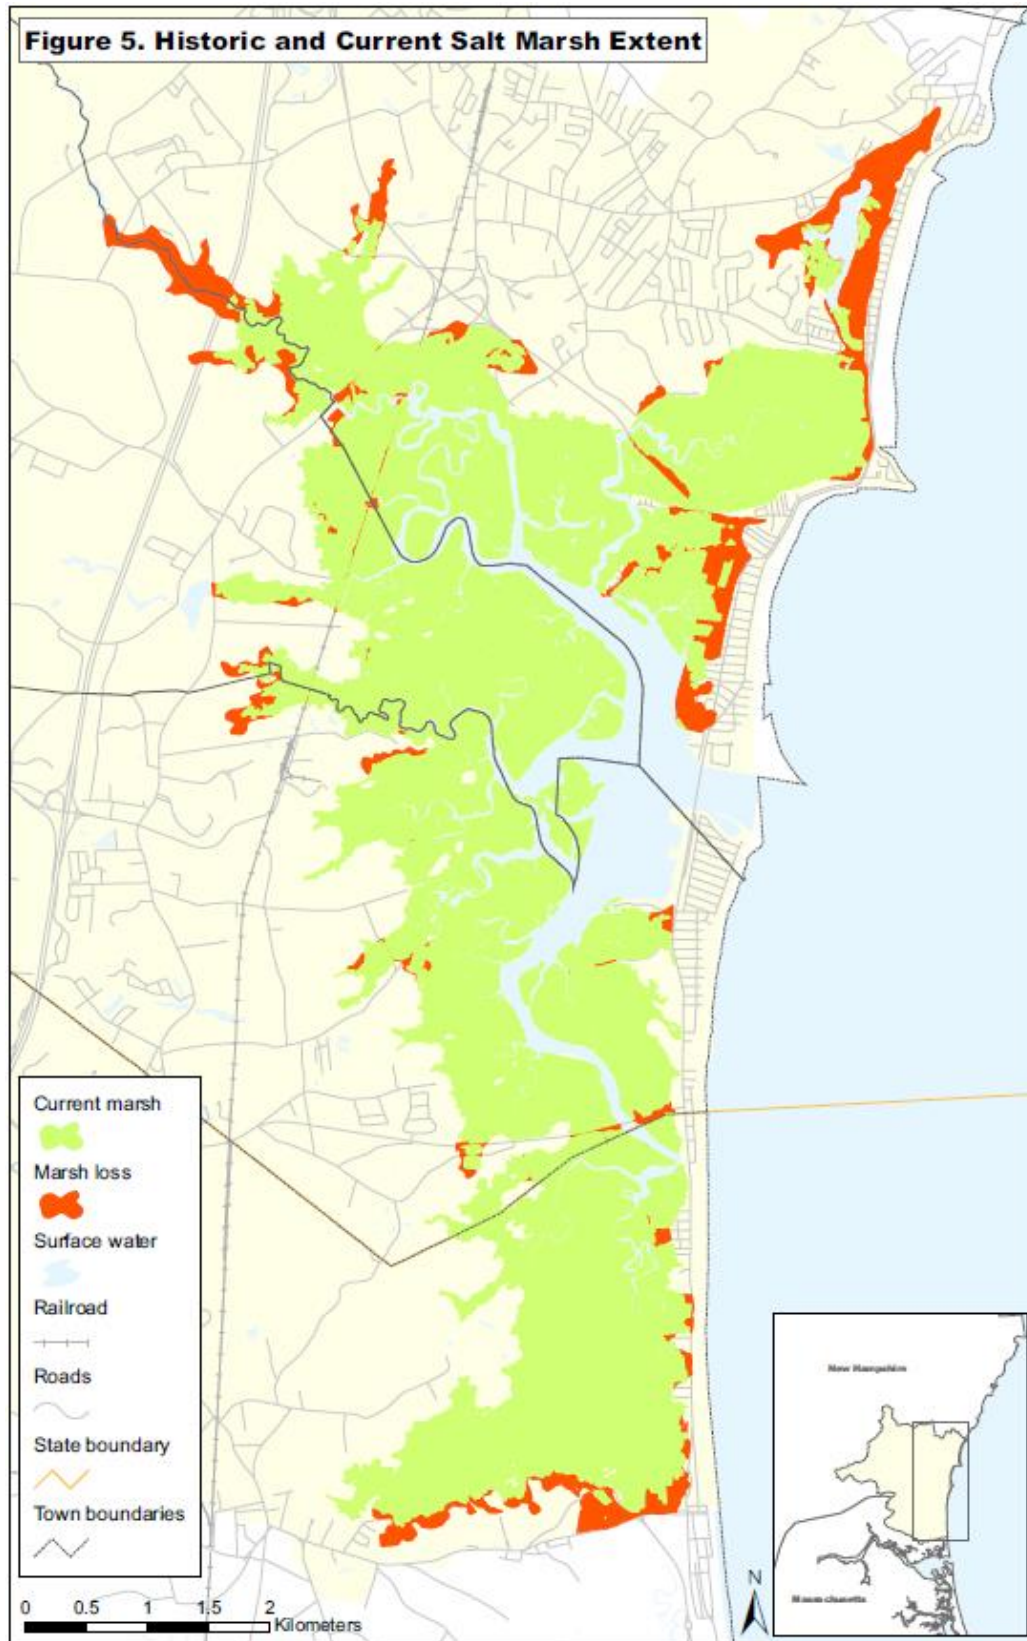 Figure 5. Historic and Current Salt Marsh Extent
Current marsh
Marsh loss
Surface water
Railroad
Roads
State boundary
Town boundaries
0 0.5 1 1.5 2
Kilometers
N
New Hampshire
Massachusetts